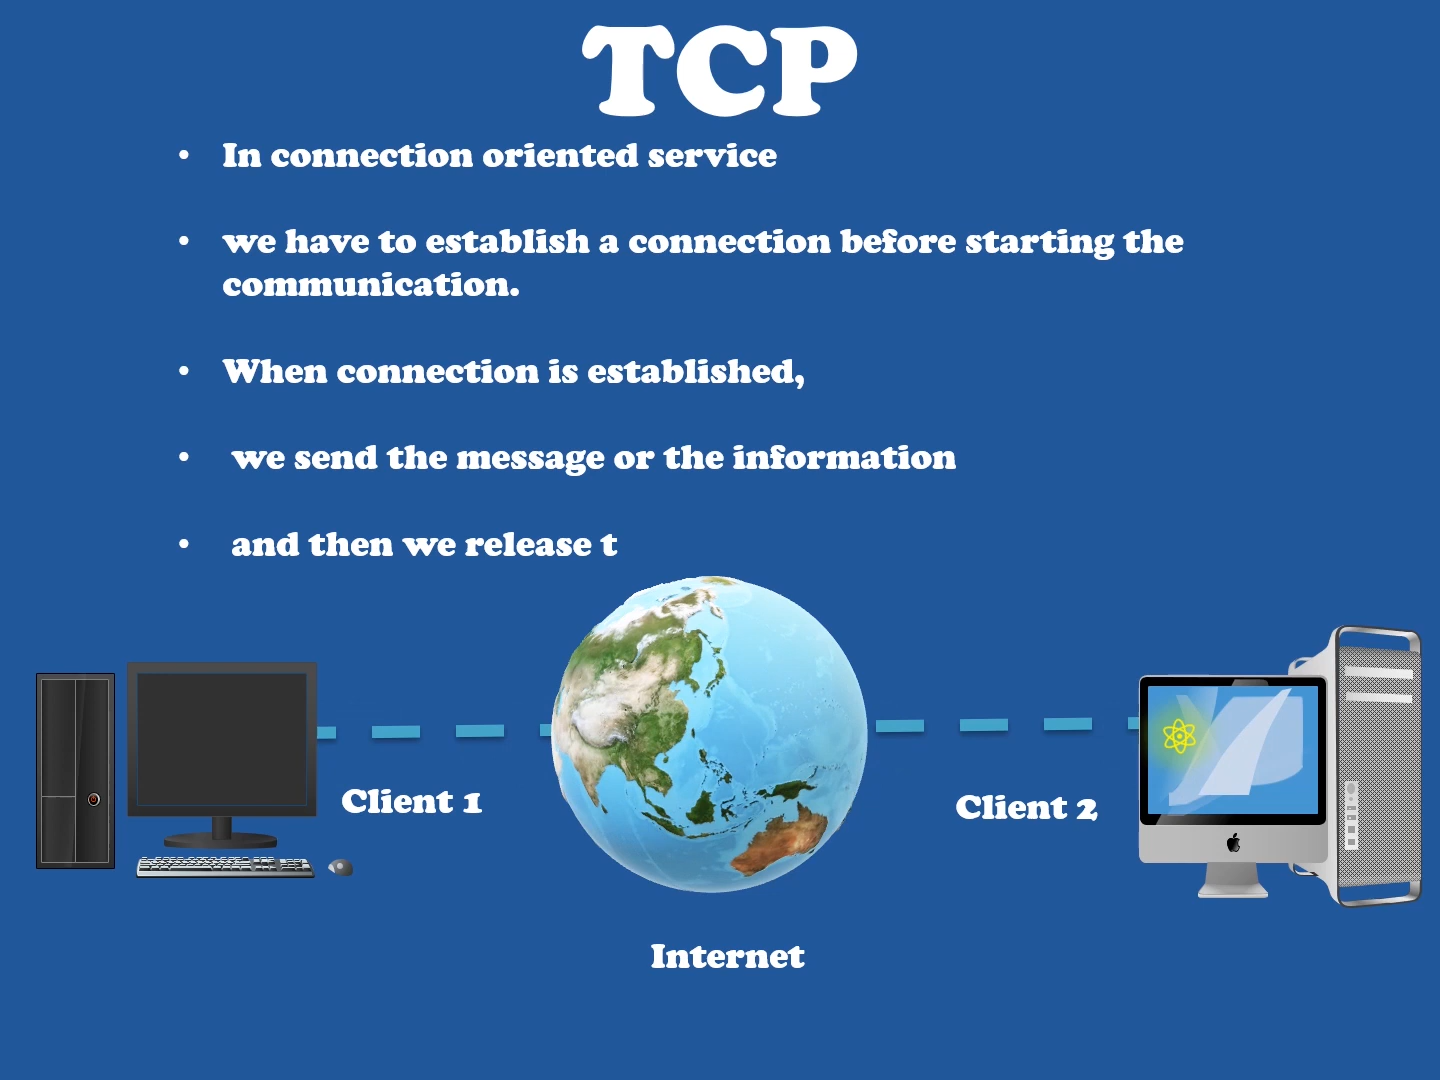 TCP
• In connection oriented service
• we have to establish a connection before starting the
communication.
• When connection is established,
• we send the message or the information
• and then we release t
Client 1
Client 2
Internet